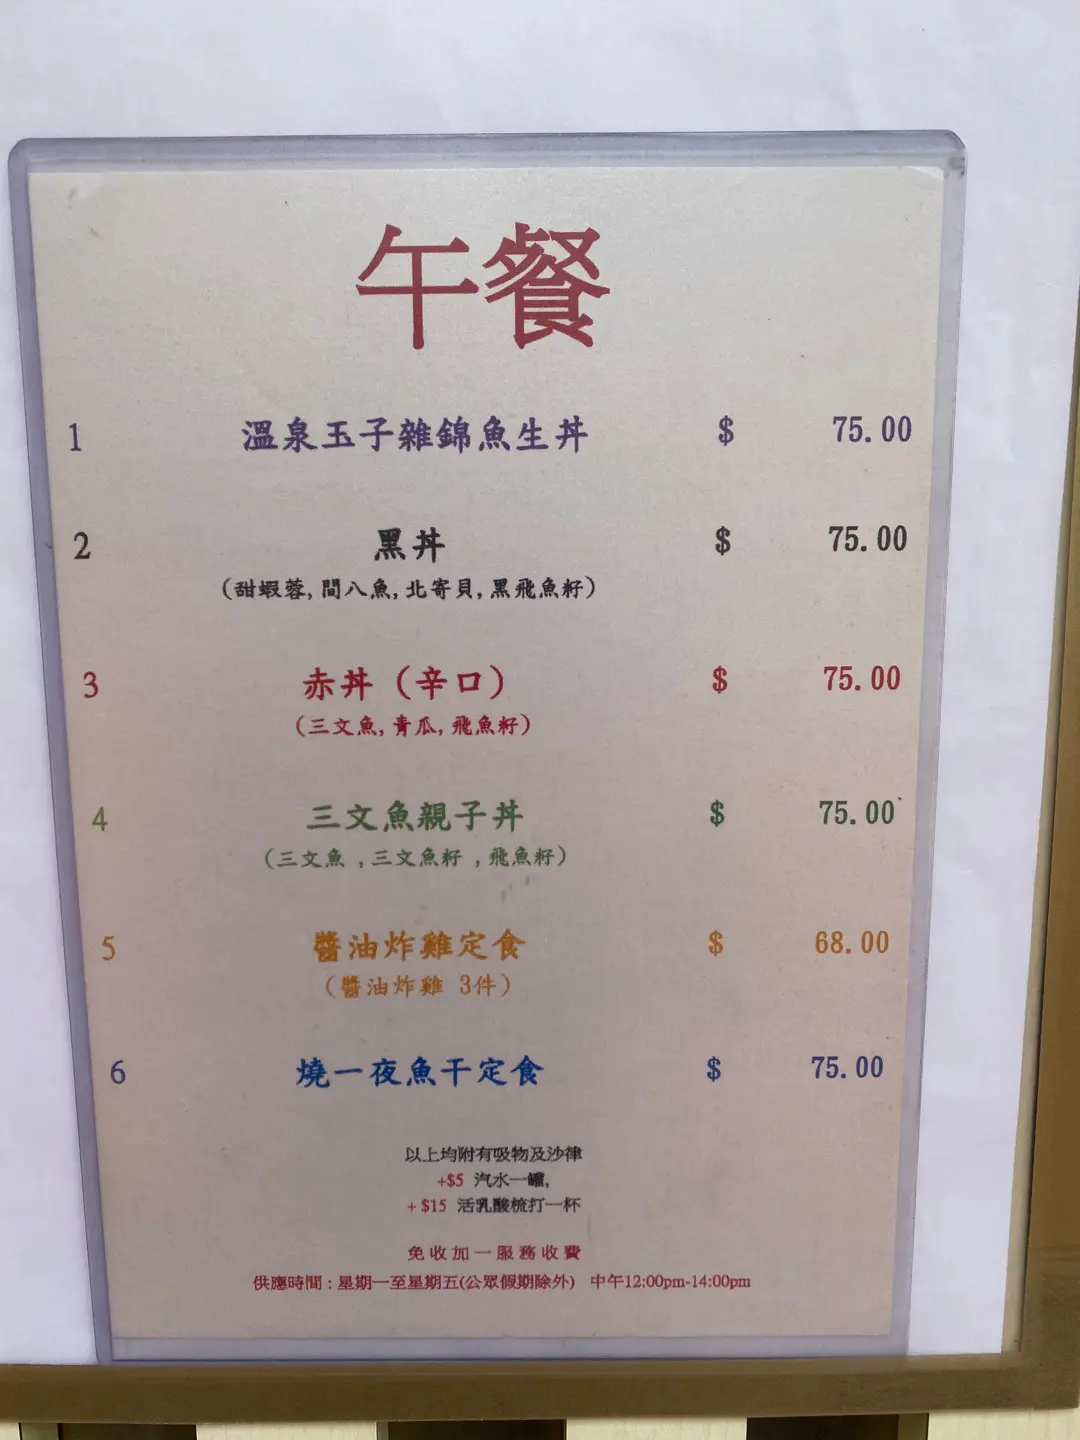 午餐
1 溫泉玉子雜錦魚生丼 $ 75.00
2 黑丼 $ 75.00
(甜蝦蓉, 間八魚, 北寄貝, 黑飛魚籽)
3 赤丼 (辛口) $ 75.00
(三文魚, 青瓜, 飛魚籽)
4 三文魚親子丼 $ 75.00
(三文魚 , 三文魚籽 , 飛魚籽)
5 醬油炸雞定食 $ 68.00
(醬油炸雞 3件)
6 燒一夜魚干定食 $ 75.00
以上均附有吸物及沙律
+$5 汽水一罐,
+ $15 活乳酸梳打一杯
免收加一服務收費
供應時間 : 星期一至星期五(公眾假期除外) 中午12:00pm-14:00pm